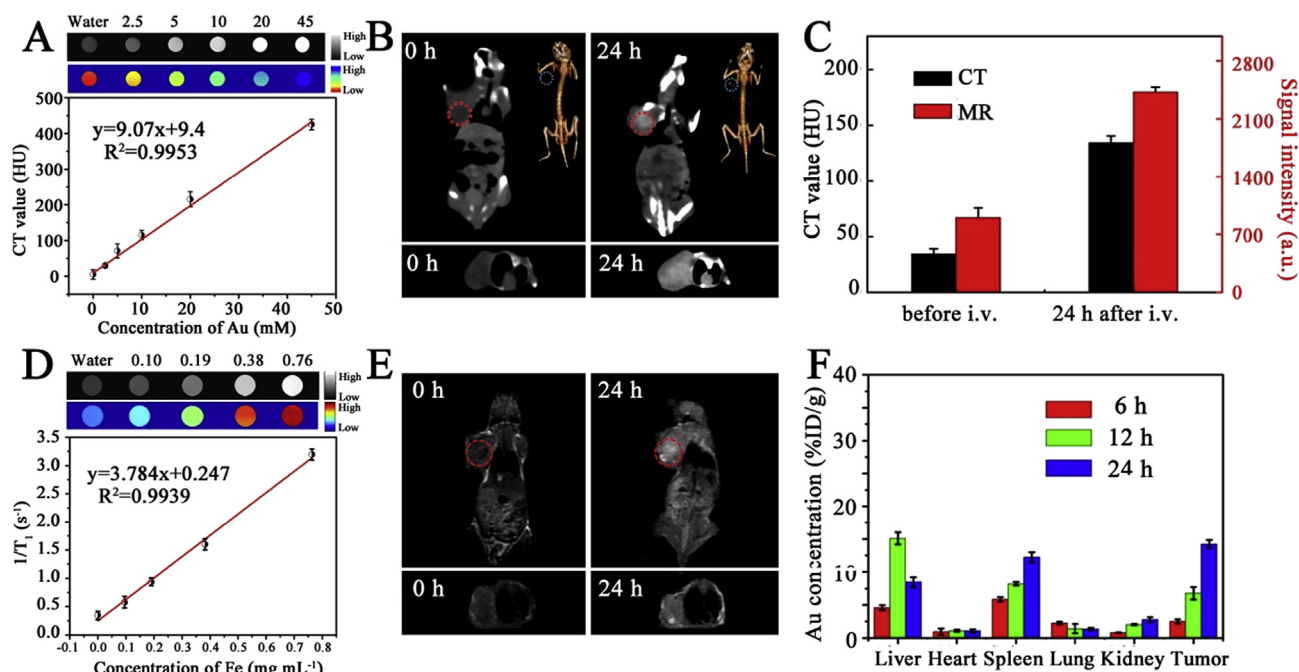 A
Water 2.5 5 10 20 45
High
Low
High
Low
500
400
300
200
100
0
CT value (HU)
y=9.07x+9.4
R²=0.9953
0 10 20 30 40 50
Concentration of Au (mM)
B
0 h
24 h
0 h
24 h
C
CT
MR
200
150
100
50
0
CT value (HU)
2800
2100
1400
700
0
Signal intensity (a.u.)
before i.v. 24 h after i.v.
D
Water 0.10 0.19 0.38 0.76
High
Low
High
Low
3.5
3.0
2.5
2.0
1.5
1.0
0.5
0.0
1/T₁ (s⁻¹)
y=3.784x+0.247
R²=0.9939
-0.1 0.0 0.1 0.2 0.3 0.4 0.5 0.6 0.7 0.8
Concentration of Fe (mg mL⁻¹)
E
0 h
24 h
0 h
24 h
F
40
30
20
10
0
Au concentration (%ID/g)
6 h
12 h
24 h
Liver Heart Spleen Lung Kidney Tumor